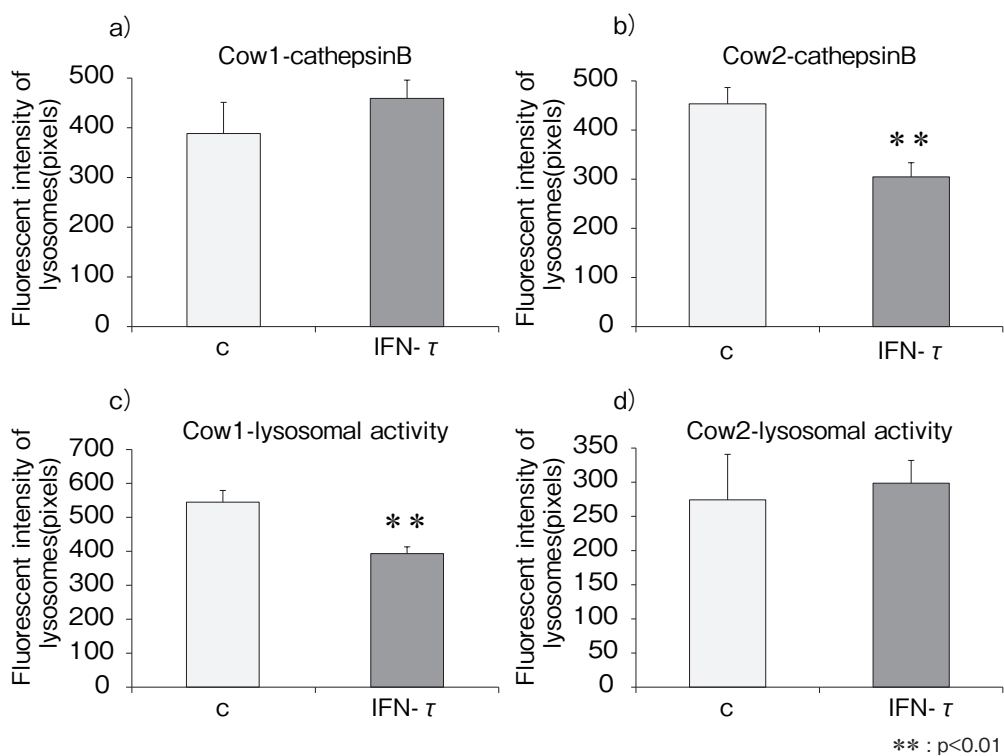 a)
Cow1-cathepsinB
Fluorescent intensity of
lysosomes(pixels)
500
400
300
200
100
0
c
IFN- τ
b)
Cow2-cathepsinB
Fluorescent intensity of
lysosomes(pixels)
500
400
300
200
100
0
**
c
IFN- τ
c)
Cow1-lysosomal activity
Fluorescent intensity of
lysosomes(pixels)
700
600
500
400
300
200
100
0
**
c
IFN- τ
d)
Cow2-lysosomal activity
Fluorescent intensity of
lysosomes(pixels)
350
300
250
200
150
100
50
0
c
IFN- τ
** : p<0.01